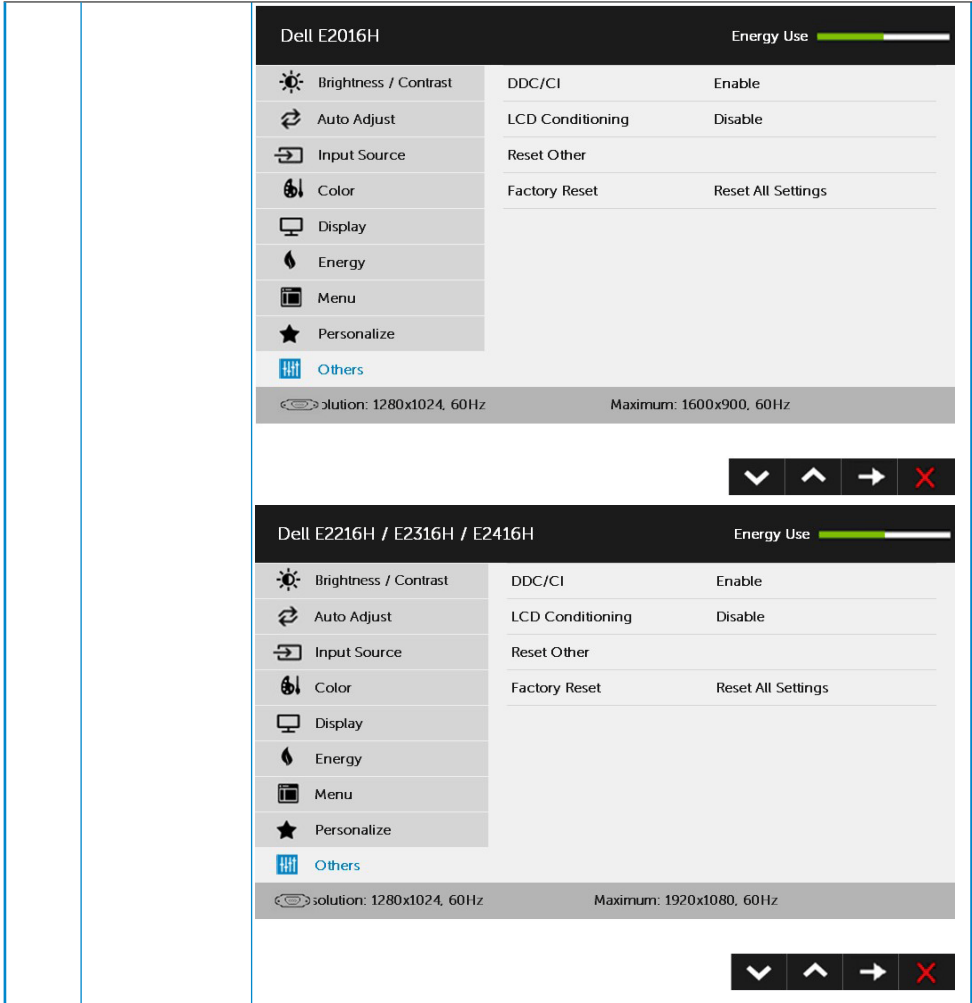 Dell E2016H Energy Use
Brightness / Contrast DDC/CI Enable
Auto Adjust LCD Conditioning Disable
Input Source Reset Other
Color Factory Reset Reset All Settings
Display
Energy
Menu
Personalize
Others
olution: 1280x1024, 60Hz Maximum: 1600x900, 60Hz
Dell E2216H / E2316H / E2416H Energy Use
Brightness / Contrast DDC/CI Enable
Auto Adjust LCD Conditioning Disable
Input Source Reset Other
Color Factory Reset Reset All Settings
Display
Energy
Menu
Personalize
Others
solution: 1280x1024, 60Hz Maximum: 1920x1080, 60Hz